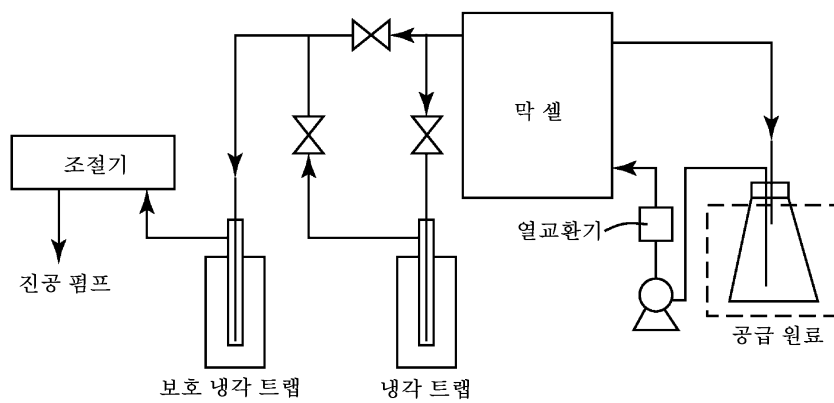 막 셀
조절기
열교환기
진공 펌프
공급 원료
보호 냉각 트랩
냉각 트랩